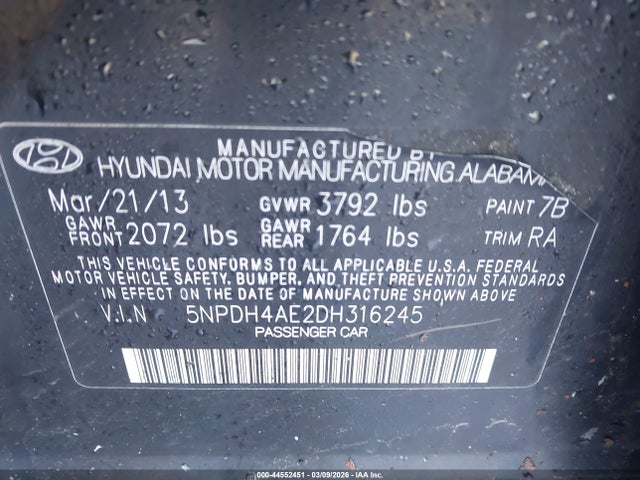 MANUFACTURED BY
HYUNDAI MOTOR MANUFACTURING ALABAMA
Mar/21/13 GVWR 3792 lbs PAINT 7B
GAWR FRONT 2072 lbs GAWR REAR 1764 lbs TRIM RA
THIS VEHICLE CONFORMS TO ALL APPLICABLE U.S.A. FEDERAL
MOTOR VEHICLE SAFETY, BUMPER, AND THEFT PREVENTION STANDARDS
IN EFFECT ON THE DATE OF MANUFACTURE SHOWN ABOVE
V.I.N 5NPDH4AE2DH316245
PASSENGER CAR
000-44552451 - 03/09/2026 - IAA Inc.